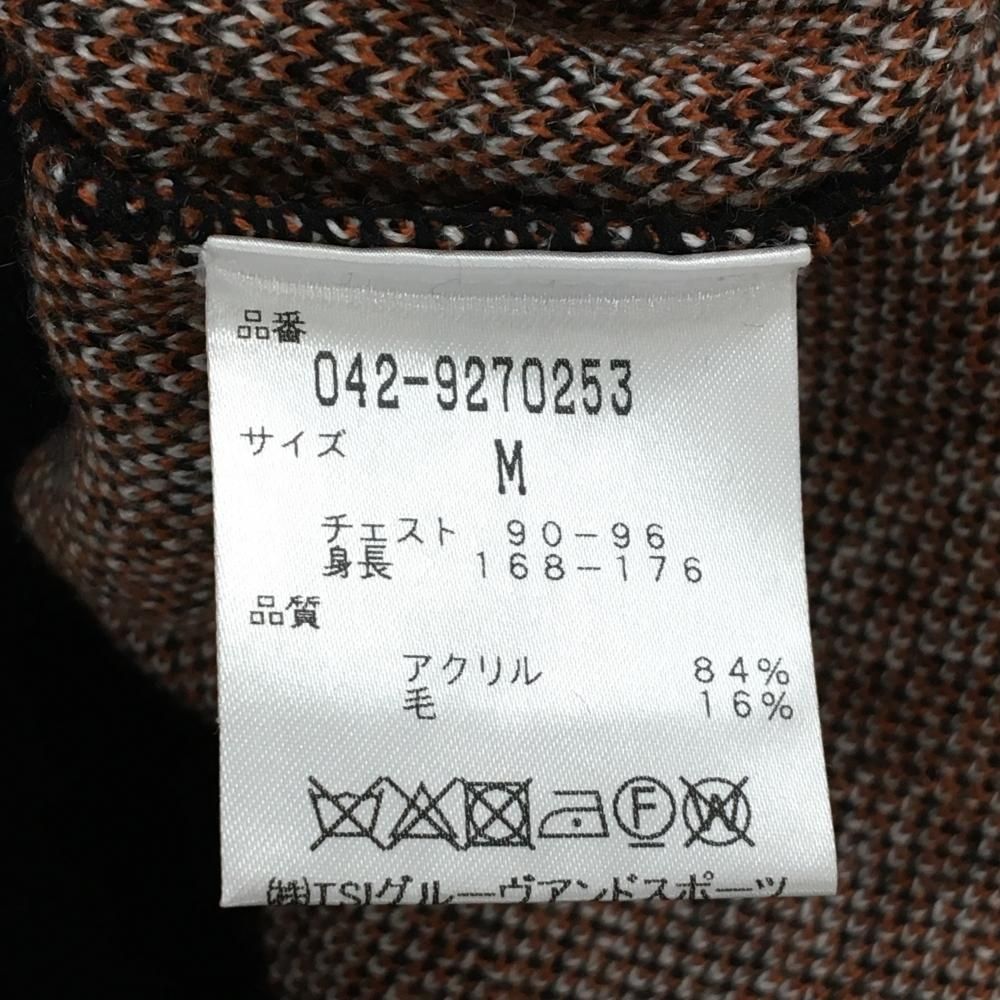 品番
042-9270253
サイズ
M
チェスト 90-96
身長 168-176
品質
アクリル 84%
毛 16%
F W
(株)TSIグルーヴアンドスポーツ